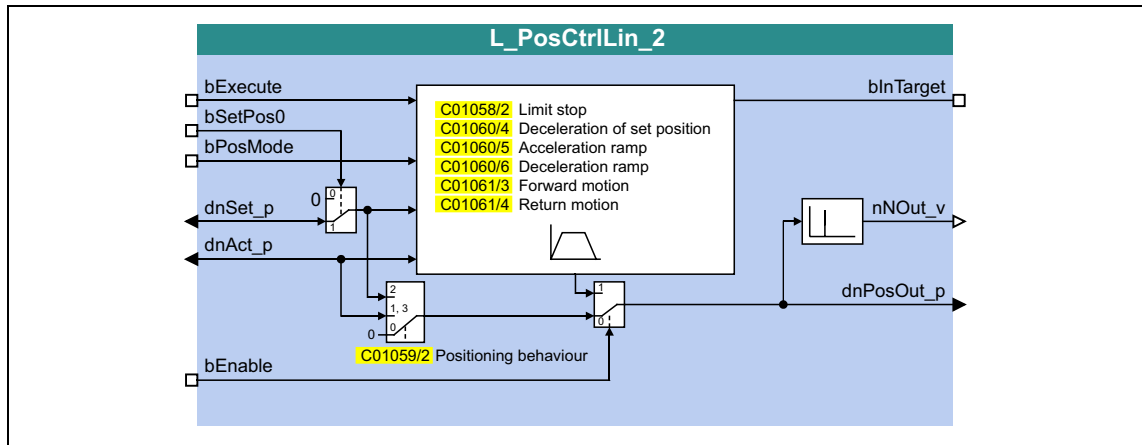 L_PosCtrlLin_2
bExecute
bInTarget
bSetPos0
bPosMode
C01058/2 Limit stop
C01060/4 Deceleration of set position
C01060/5 Acceleration ramp
C01060/6 Deceleration ramp
C01061/3 Forward motion
C01061/4 Return motion
0
0
1
dnSet_p
nNOut_v
dnAct_p
2
1, 3
0
0
1
0
dnPosOut_p
C01059/2 Positioning behaviour
bEnable